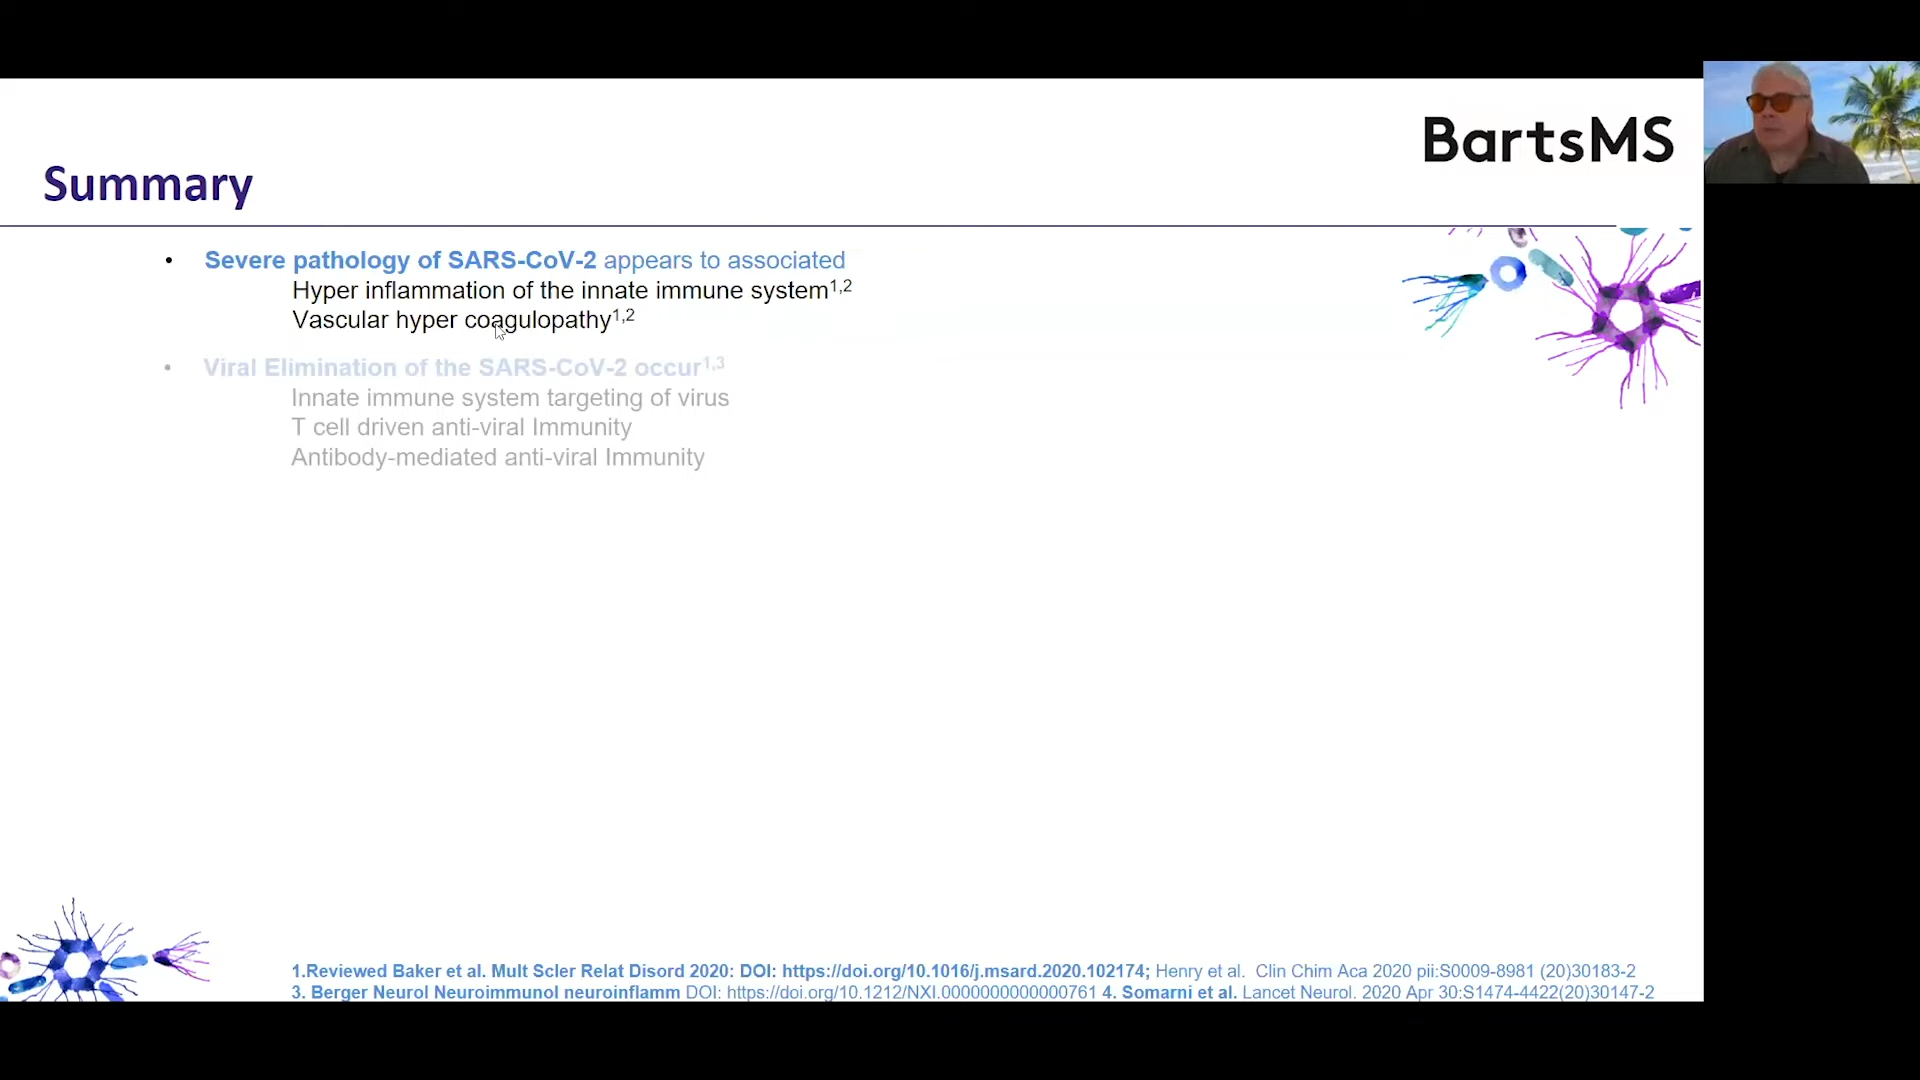 BartsMS
Summary
• Severe pathology of SARS-CoV-2 appears to associated
Hyper inflammation of the innate immune system1,2
Vascular hyper coagulopathy1,2
• Viral Elimination of the SARS-CoV-2 occur1,3
Innate immune system targeting of virus
T cell driven anti-viral Immunity
Antibody-mediated anti-viral Immunity
1.Reviewed Baker et al. Mult Scler Relat Disord 2020: DOI: https://doi.org/10.1016/j.msard.2020.102174; Henry et al. Clin Chim Aca 2020 pii:S0009-8981 (20)30183-2
3. Berger Neurol Neuroimmunol neuroinflamm DOI: https://doi.org/10.1212/NXI.0000000000000761 4. Somarni et al. Lancet Neurol. 2020 Apr 30:S1474-4422(20)30147-2